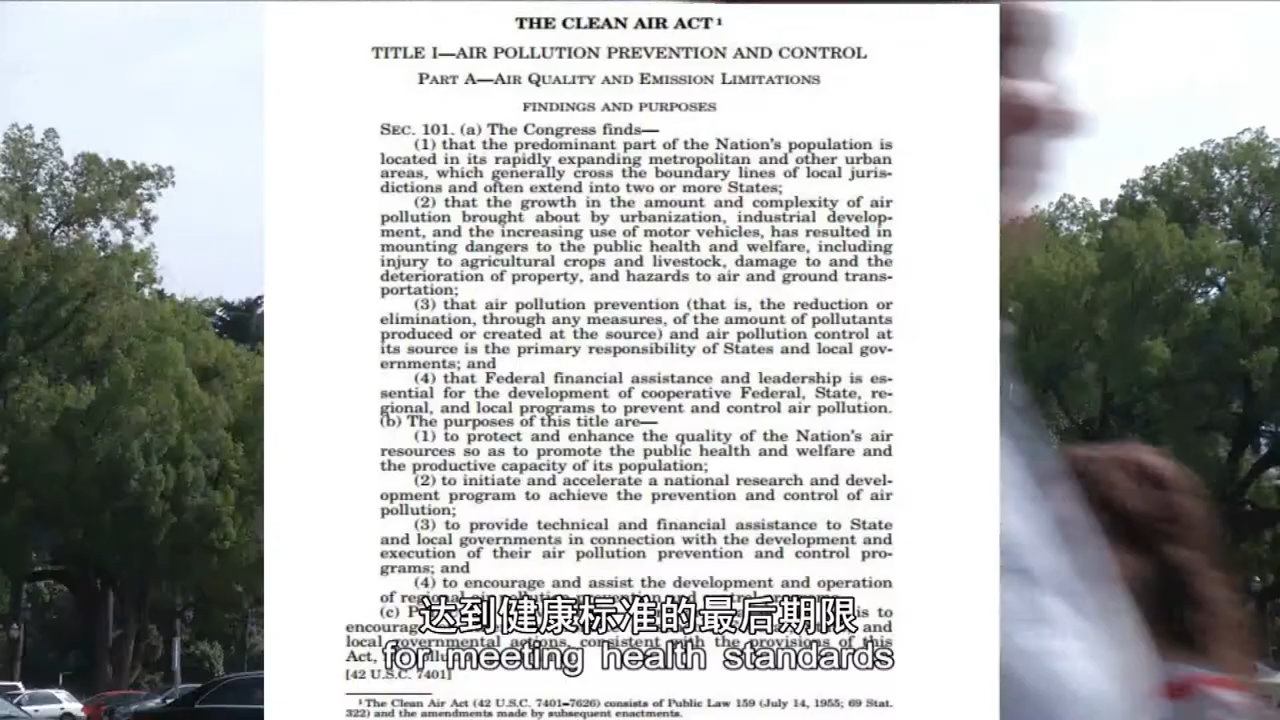 THE CLEAN AIR ACT¹
TITLE I—AIR POLLUTION PREVENTION AND CONTROL
PART A—AIR QUALITY AND EMISSION LIMITATIONS
FINDINGS AND PURPOSES
SEC. 101. (a) The Congress finds—
(1) that the predominant part of the Nation's population is
located in its rapidly expanding metropolitan and other urban
areas, which generally cross the boundary lines of local juris-
dictions and often extend into two or more States;
(2) that the growth in the amount and complexity of air
pollution brought about by urbanization, industrial develop-
ment, and the increasing use of motor vehicles, has resulted in
mounting dangers to the public health and welfare, including
injury to agricultural crops and livestock, damage to and the
deterioration of property, and hazards to air and ground trans-
portation;
(3) that air pollution prevention (that is, the reduction or
elimination, through any measures, of the amount of pollutants
produced or created at the source) and air pollution control at
its source is the primary responsibility of States and local gov-
ernments; and
(4) that Federal financial assistance and leadership is es-
sential for the development of cooperative Federal, State, re-
gional, and local programs to prevent and control air pollution.
(b) The purposes of this title are—
(1) to protect and enhance the quality of the Nation's air
resources so as to promote the public health and welfare and
the productive capacity of its population;
(2) to initiate and accelerate a national research and devel-
opment program to achieve the prevention and control of air
pollution;
(3) to provide technical and financial assistance to State
and local governments in connection with the development and
execution of their air pollution prevention and control pro-
grams; and
(4) to encourage and assist the development and operation
of regional
(c) is to
encourage and
local governmental actions, consistent with the provisions of this
Act,
达到健康标准的最后期限
for meeting health standards
[42 U.S.C. 7401]
¹ The Clean Air Act (42 U.S.C. 7401–7626) consists of Public Law 159 (July 14, 1955; 69 Stat.
322) and the amendments made by subsequent enactments.